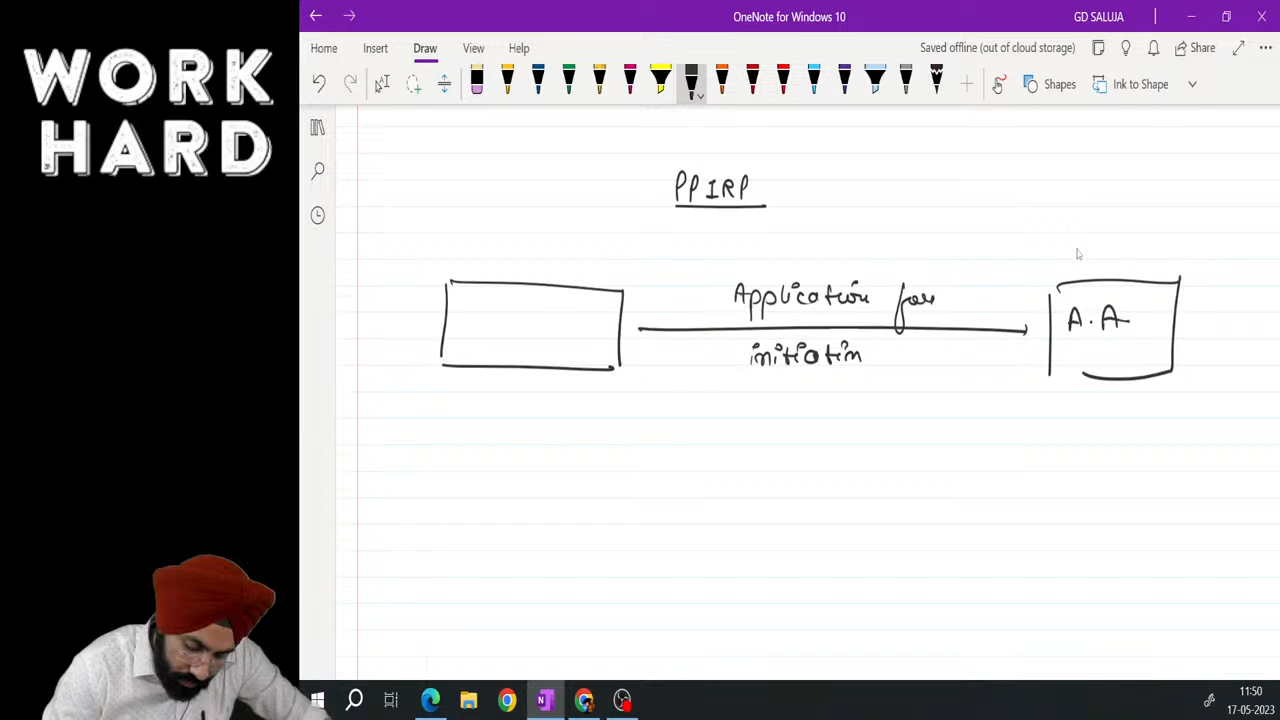 WORK
HARD
OneNote for Windows 10
GD SALUJA
Home Insert Draw View Help
Saved offline (out of cloud storage)
Share
Shapes
Ink to Shape
PPIRP
Application for
initiotin
A.A
11:50
17-05-2023